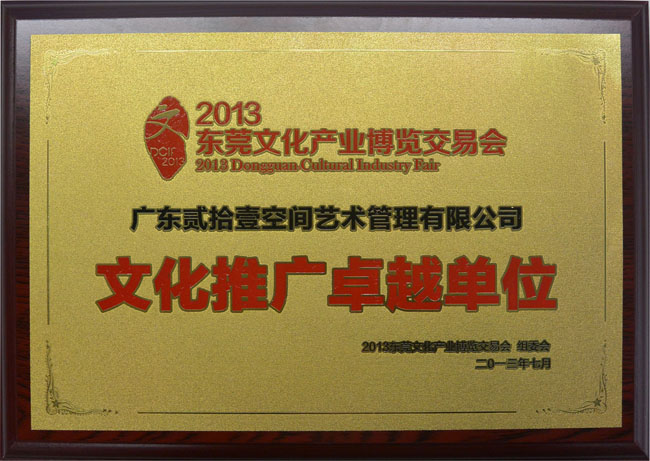 文
DCIF
2013
2013
东莞文化产业博览交易会
2013 Dongguan Cultural Industry Fair
广东贰拾壹空间艺术管理有限公司
文化推广卓越单位
2013东莞文化产业博览交易会 组委会
二〇一三年七月